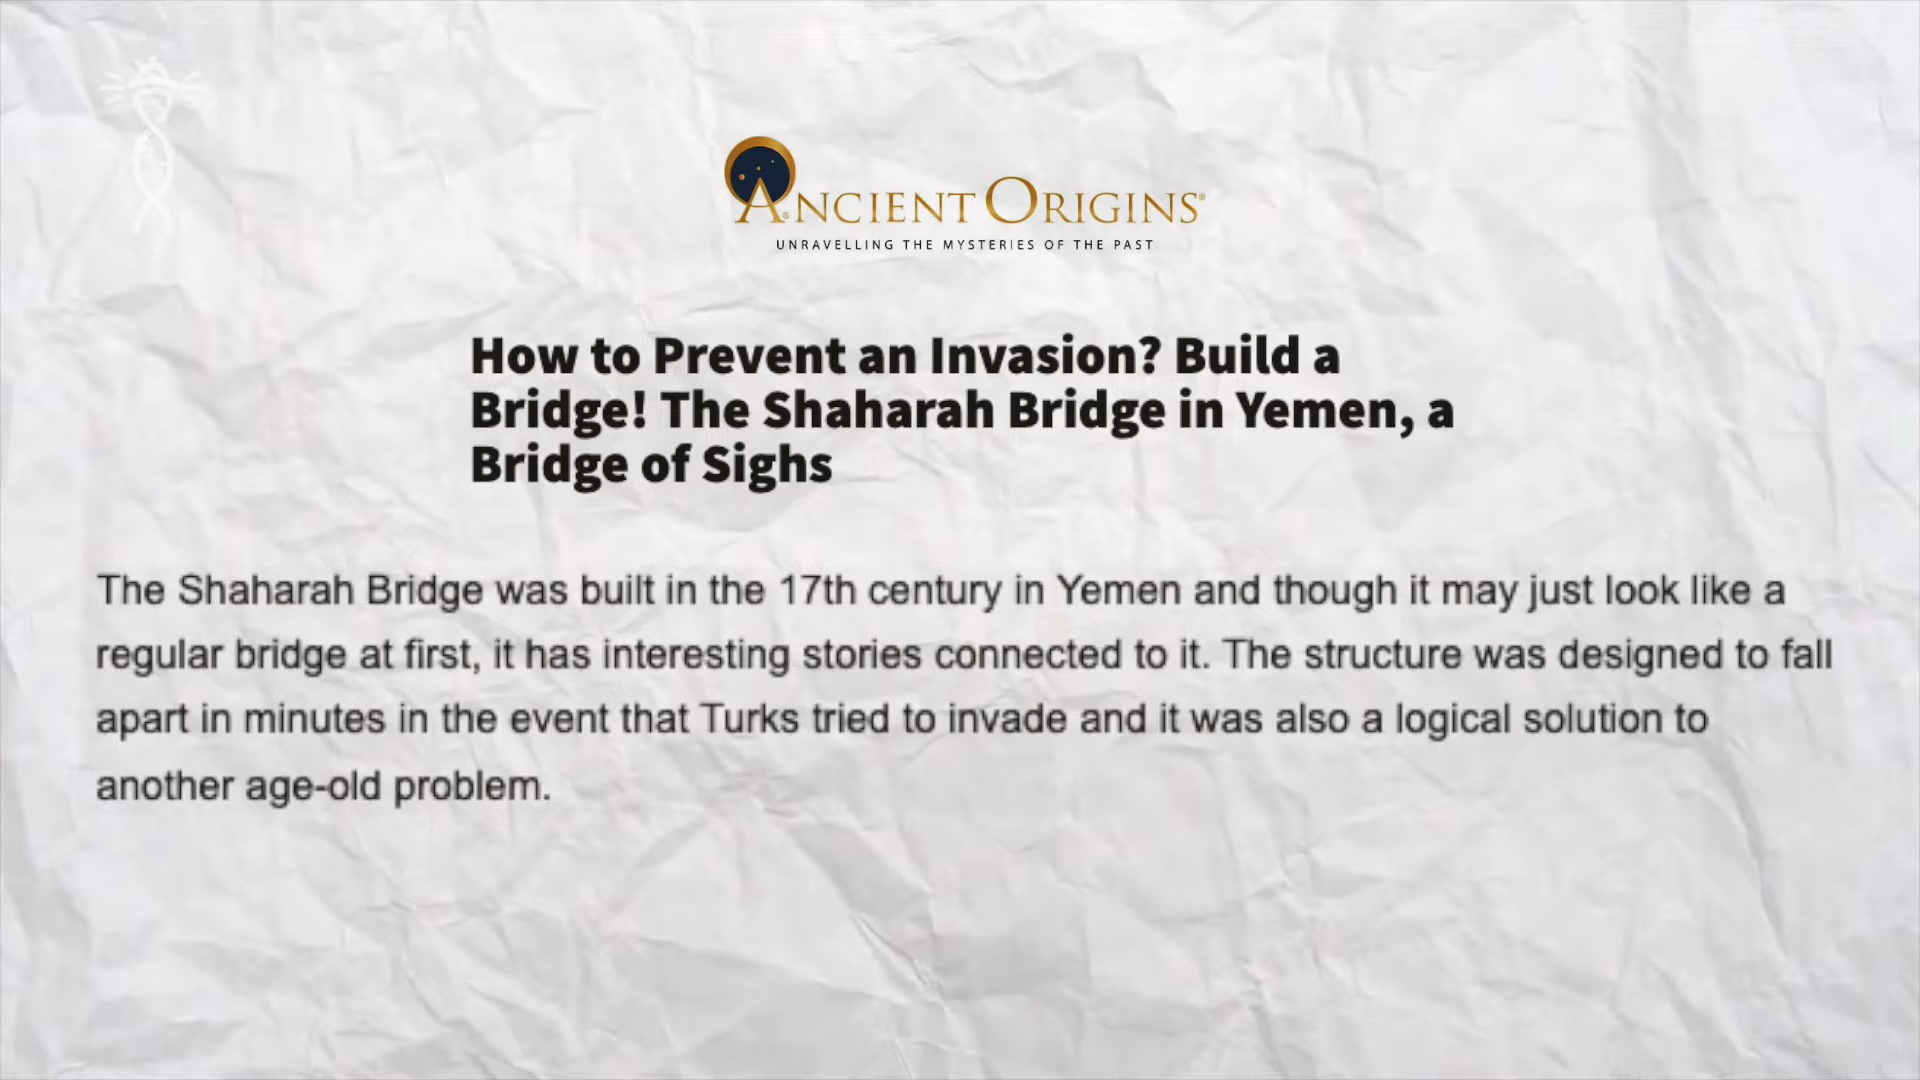 ANCIENT ORIGINS®
UNRAVELLING THE MYSTERIES OF THE PAST
How to Prevent an Invasion? Build a
Bridge! The Shaharah Bridge in Yemen, a
Bridge of Sighs
The Shaharah Bridge was built in the 17th century in Yemen and though it may just look like a
regular bridge at first, it has interesting stories connected to it. The structure was designed to fall
apart in minutes in the event that Turks tried to invade and it was also a logical solution to
another age-old problem.